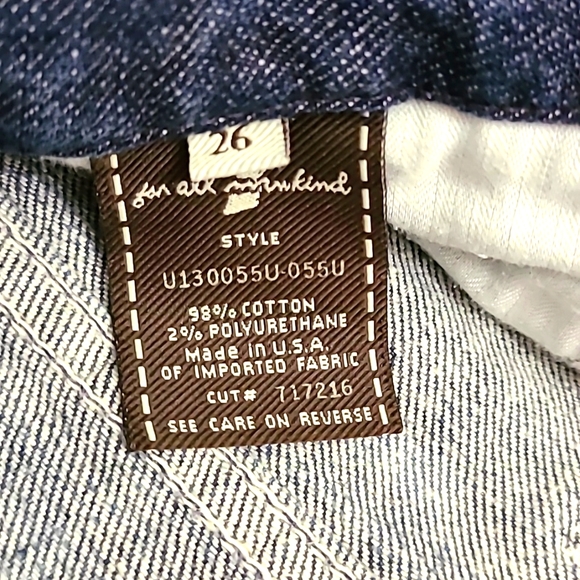 26
for all mankind
STYLE
U130055U-055U
98% COTTON
2% POLYURETHANE
Made in U.S.A.
OF IMPORTED FABRIC
CUT# 717216
SEE CARE ON REVERSE